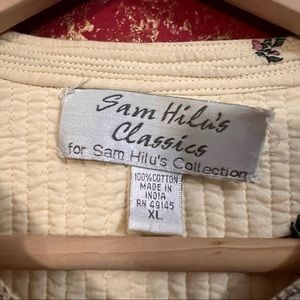 Sam Hilu's
Classics
for Sam Hilu's Collection
100% COTTON
MADE IN
INDIA
RN 49145
XL